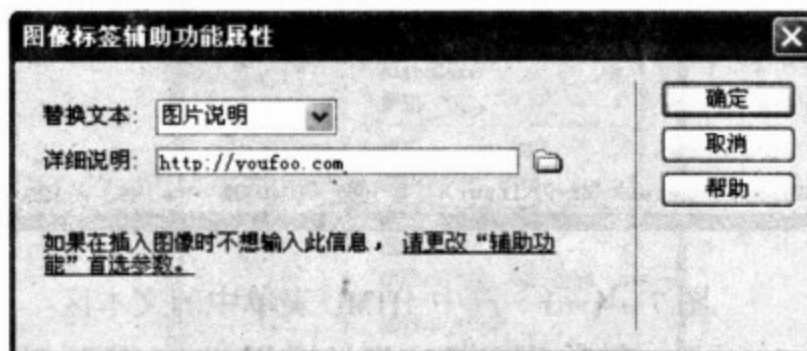 图像标签辅助功能属性
替换文本: 图片说明
确定
详细说明: http://youfoo.com
取消
帮助
如果在插入图像时不想输入此信息， 请更改“辅助功
能”首选参数。